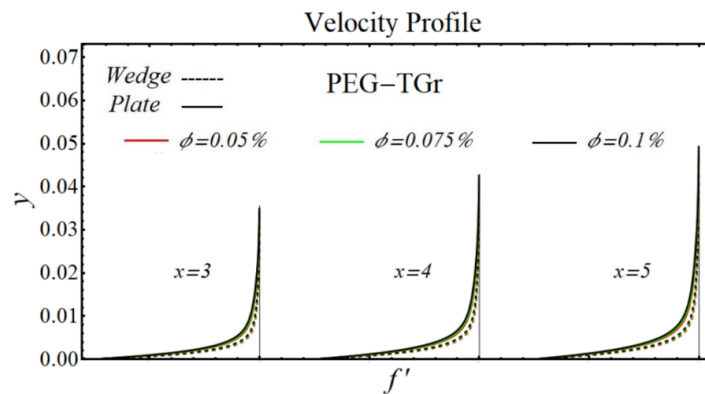 Velocity Profile
0.07
0.06
0.05
0.04
0.03
0.02
0.01
0.00
y
Wedge
Plate
PEG–TGr
ϕ=0.05%
ϕ=0.075%
ϕ=0.1%
x=3
x=4
x=5
f'